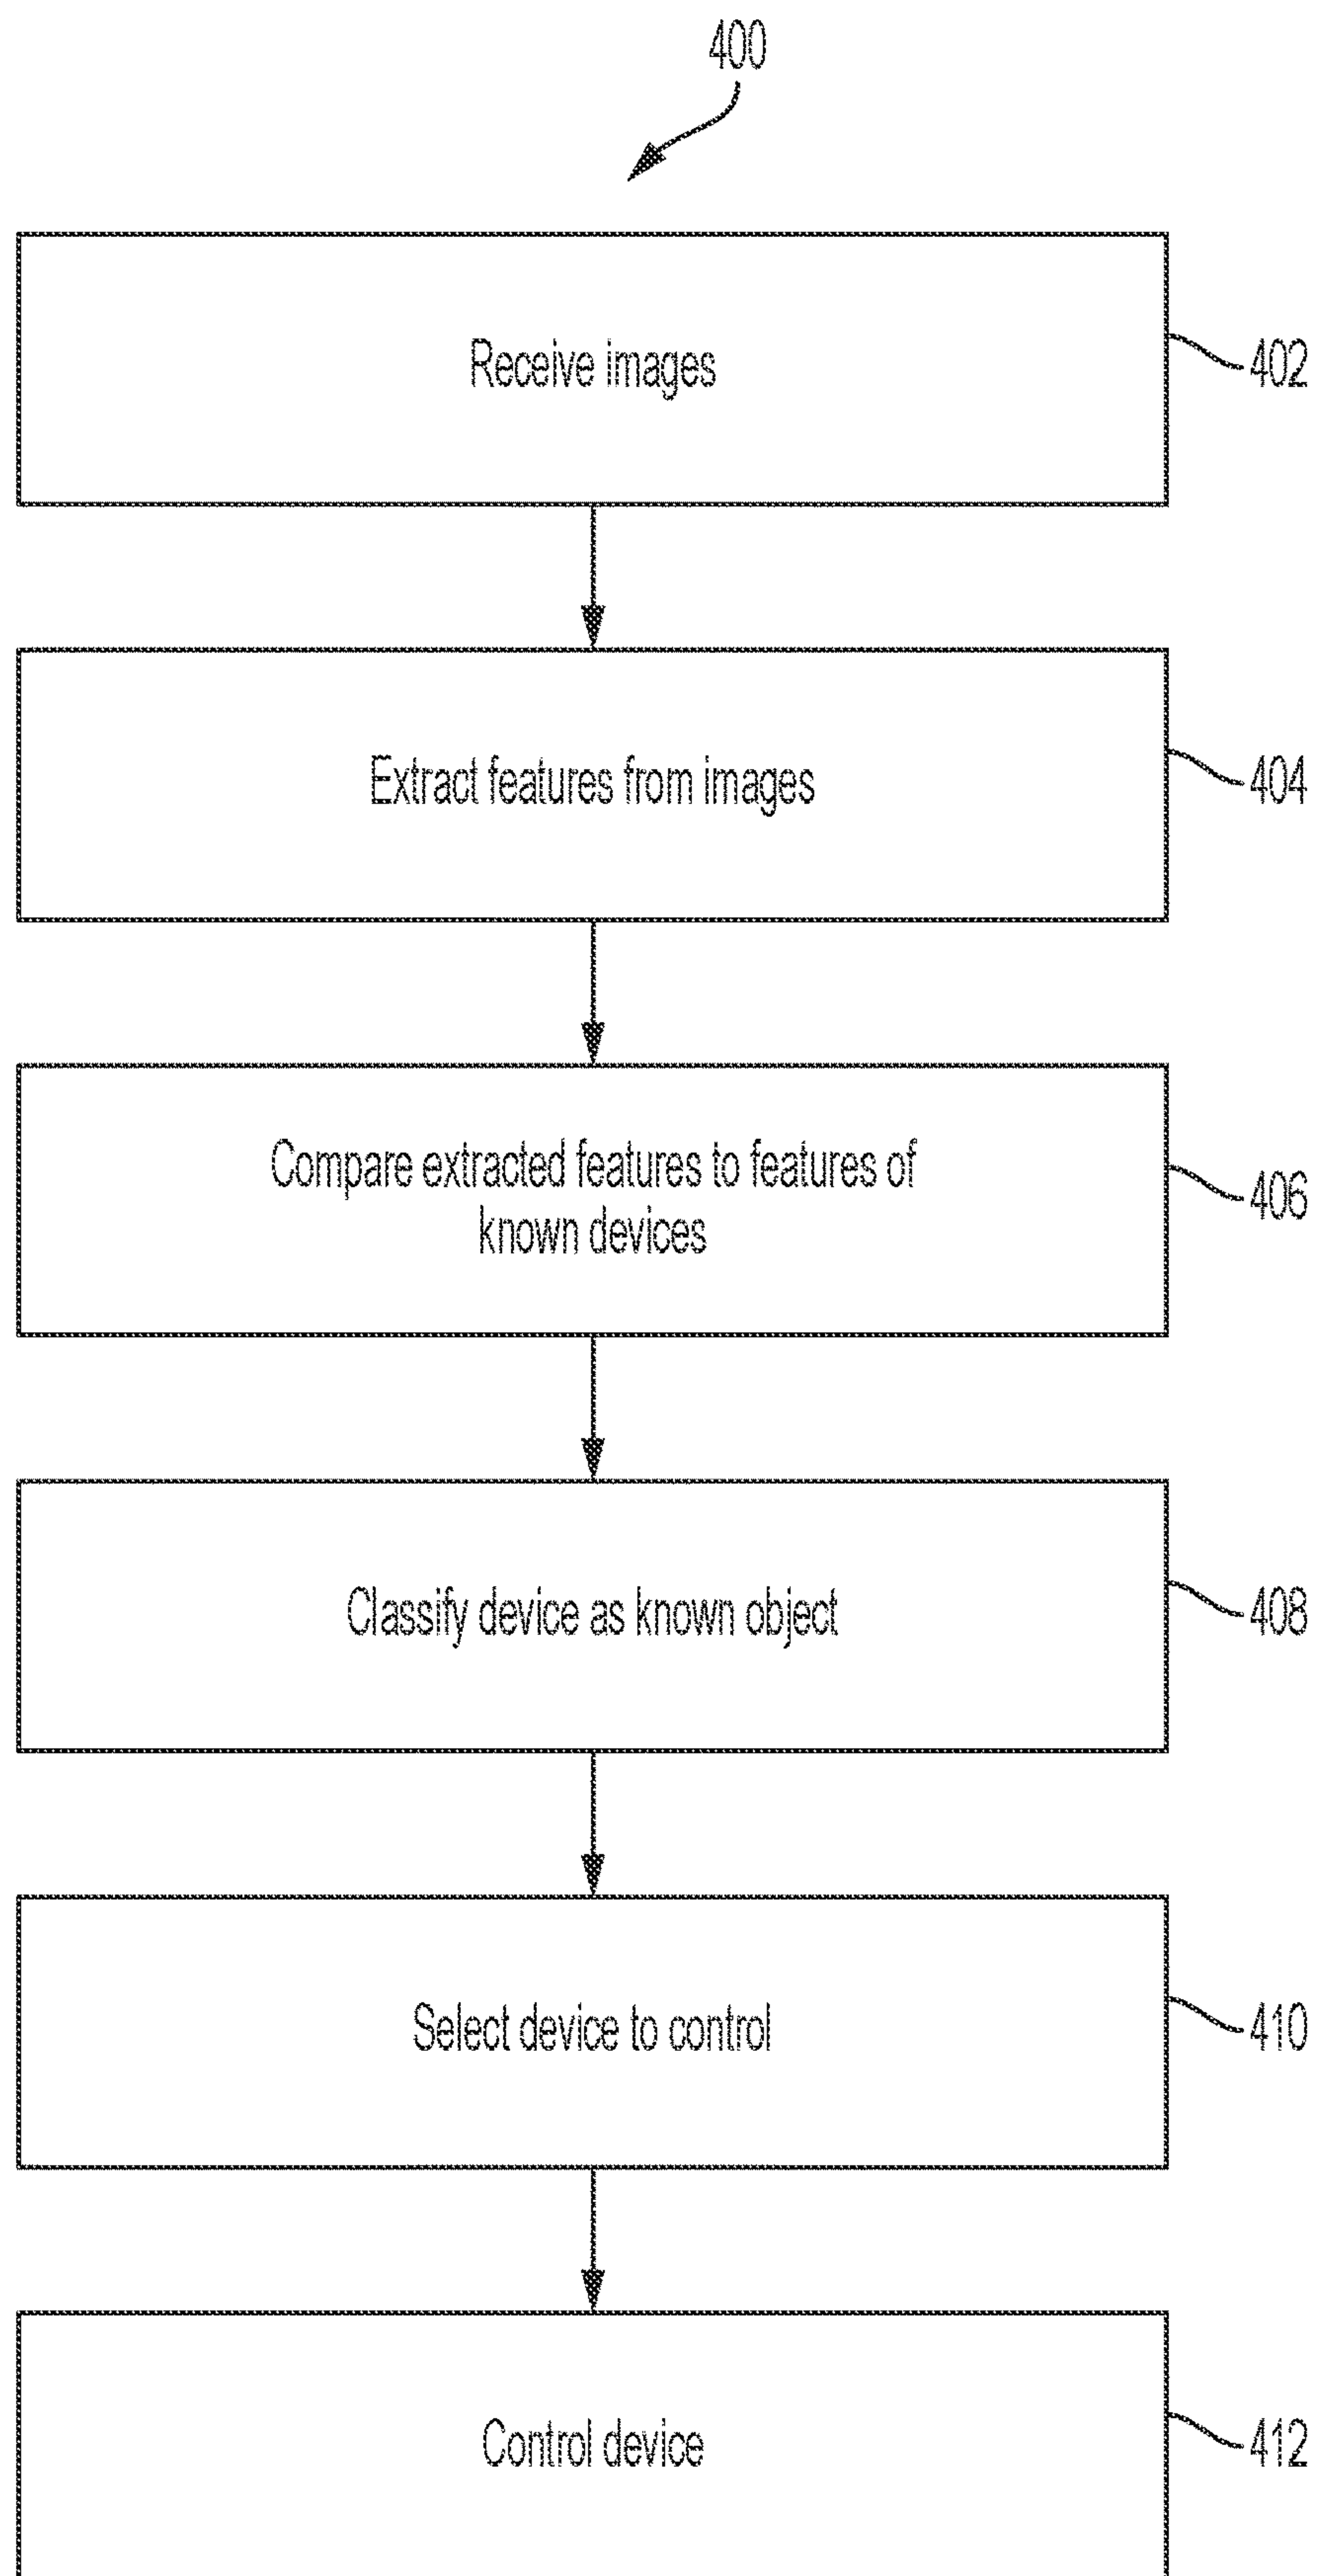 400
Receive images
402
Extract features from images
404
Compare extracted features to features of
known devices
406
Classify device as known object
408
Select device to control
410
Control device
412